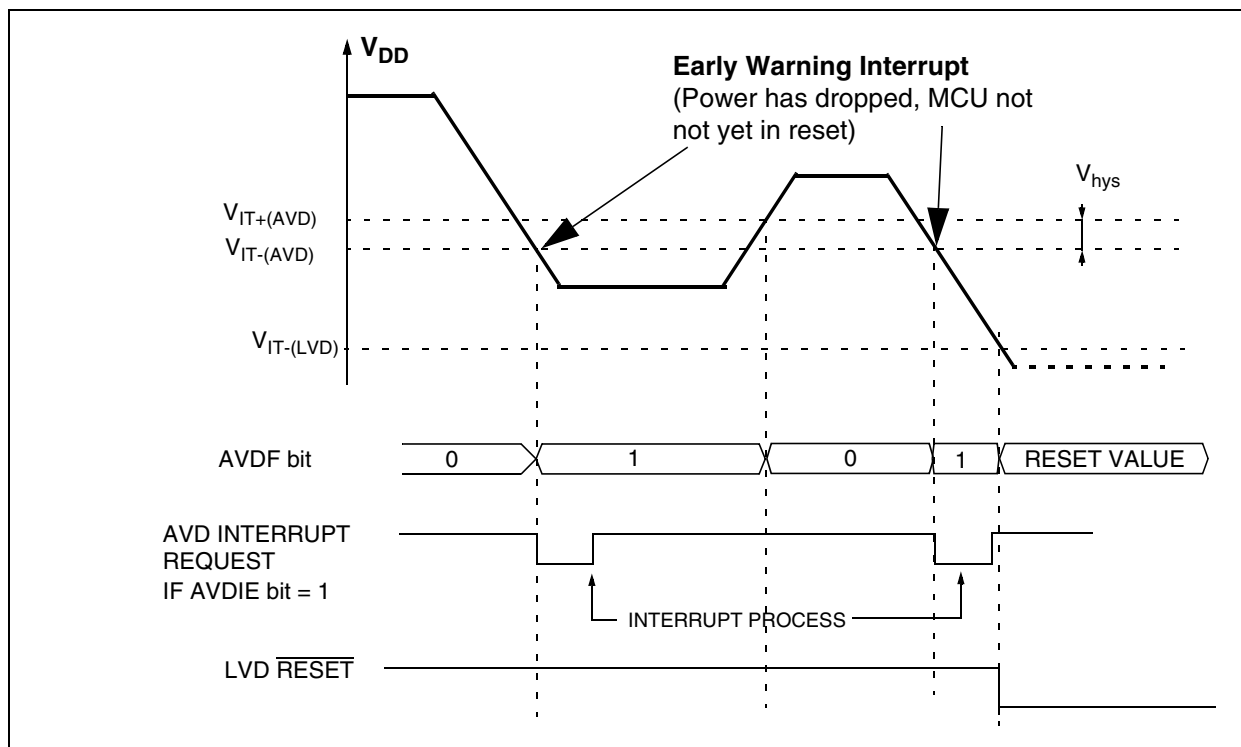 VDD
Early Warning Interrupt
(Power has dropped, MCU not
not yet in reset)
Vhys
VIT+(AVD)
VIT-(AVD)
VIT-(LVD)
AVDF bit
0
1
0
1
RESET VALUE
AVD INTERRUPT
REQUEST
IF AVDIE bit = 1
INTERRUPT PROCESS
LVD RESET